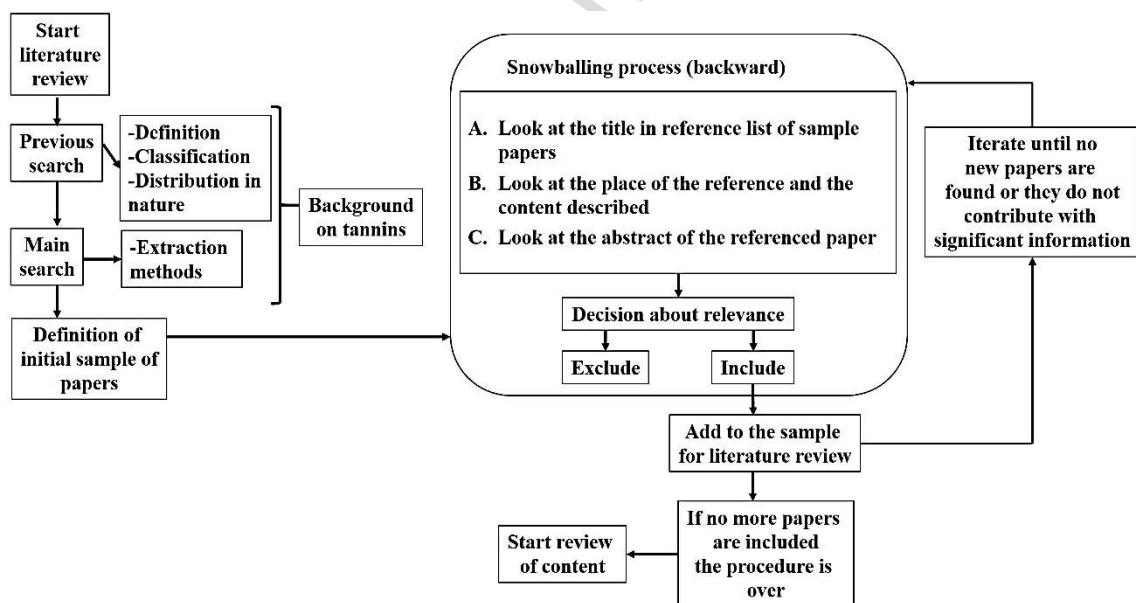 Start
literature
review
Previous
search
-Definition
-Classification
-Distribution in
nature
Main
search
-Extraction
methods
Background
on tannins
Definition of
initial sample of
papers
Snowballing process (backward)
A. Look at the title in reference list of sample
papers
B. Look at the place of the reference and the
content described
C. Look at the abstract of the referenced paper
Decision about relevance
Exclude
Include
Iterate until no
new papers are
found or they do not
contribute with
significant information
Add to the sample
for literature review
If no more papers
are included
the procedure is
over
Start review
of content